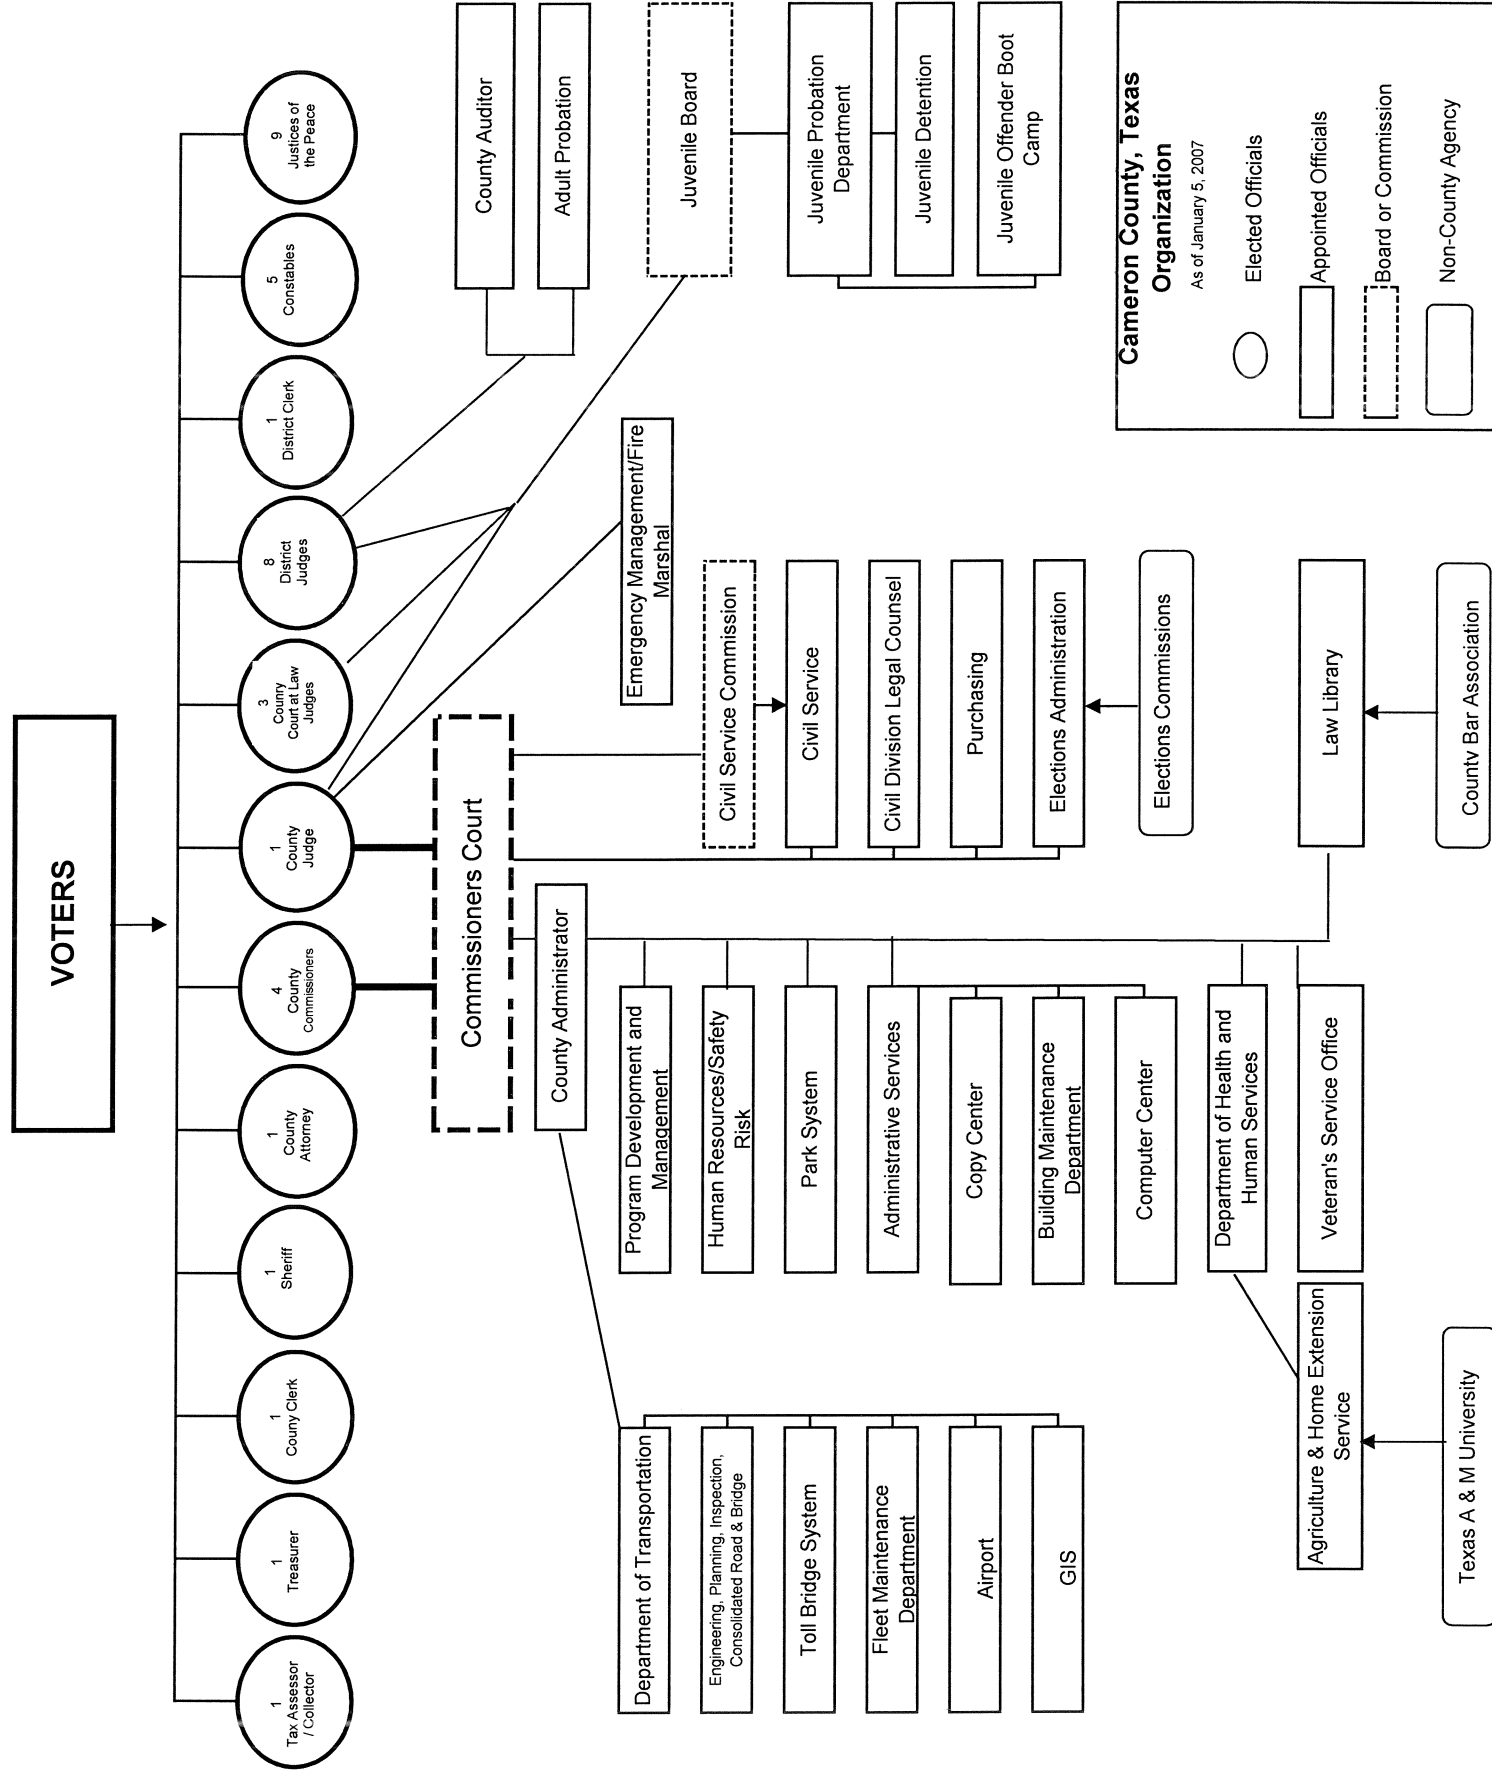 VOTERS
1
Tax Assessor
/ Collector
1
Treasurer
1
Couny Clerk
1
Sheriff
1
County
Attorney
4
County
Commissioners
1
County
Judge
3
Couny
Court at Law
Judges
8
District
Judges
1
District Clerk
5
Constables
9
Justices of
the Peace
Commissioners Court
County Administrator
County Auditor
Adult Probation
Juvenile Board
Juvenile Probation
Department
Juvenile Detention
Juvenile Offender Boot
Camp
Emergency Management/Fire
Marshal
Civil Service Commission
Civil Service
Civil Division Legal Counsel
Purchasing
Elections Administration
Elections Commissions
Law Library
County Bar Association
Program Development and
Management
Human Resources/Safety
Risk
Park System
Administrative Services
Copy Center
Building Maintenance
Department
Computer Center
Department of Health and
Human Services
Veteran's Service Office
Department of Transportation
Engineering, Planning, Inspection,
Consolidated Road & Bridge
Toll Bridge System
Fleet Maintenance
Department
Airport
GIS
Agriculture & Home Extension
Service
Texas A & M University
Cameron County, Texas
Organization
As of January 5, 2007
Elected Officials
Appointed Officials
Board or Commission
Non-County Agency